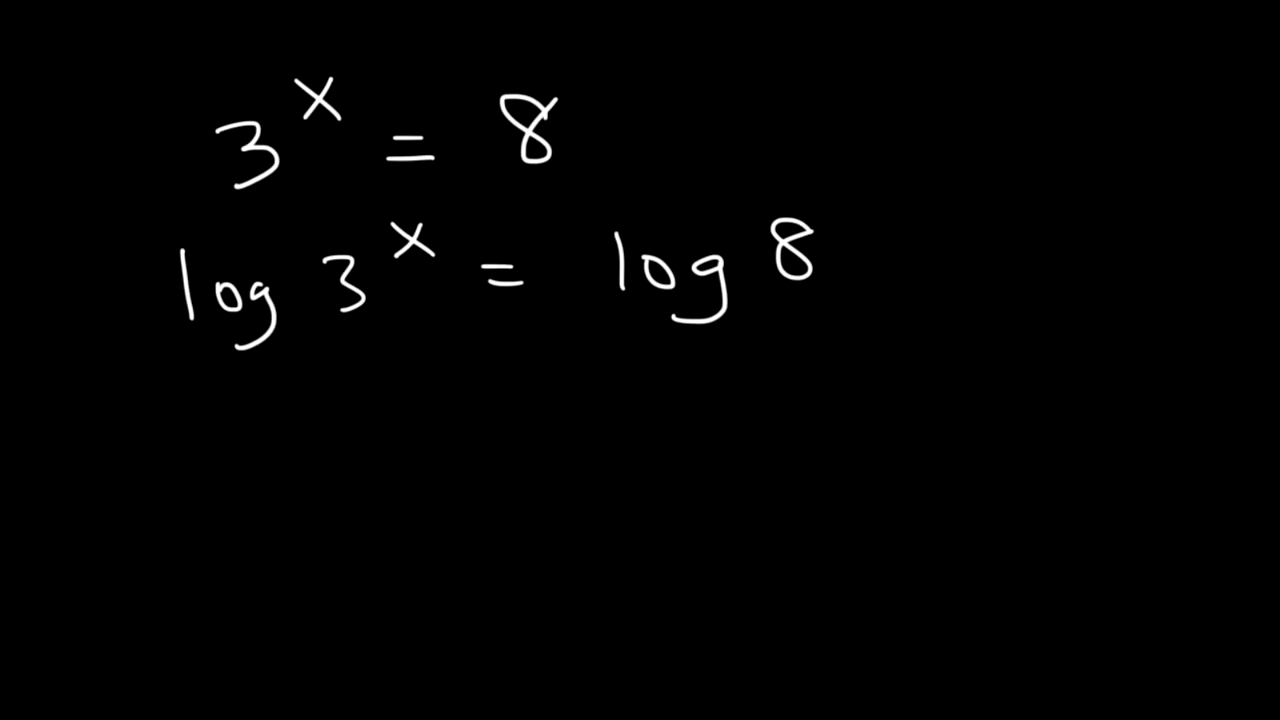 3^x = 8
log 3^x = log 8